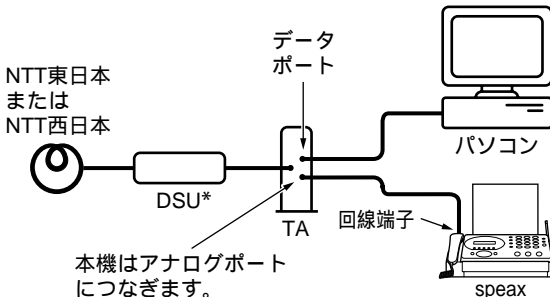 データ
ポート
NTT東日本
または
NTT西日本
パソコン
DSU*
TA
回線端子
本機はアナログポート
につなぎます。
speax